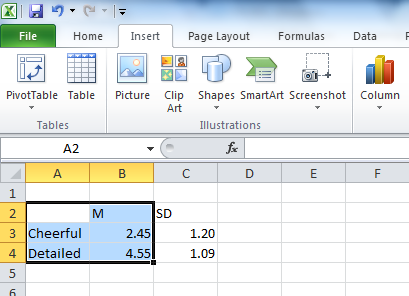 File Home Insert Page Layout Formulas Data
PivotTable Table Picture Clip Art Shapes SmartArt Screenshot Column
Tables Illustrations
A2 fx
A B C D E F
1
2 M SD
3 Cheerful 2.45 1.20
4 Detailed 4.55 1.09
5
6